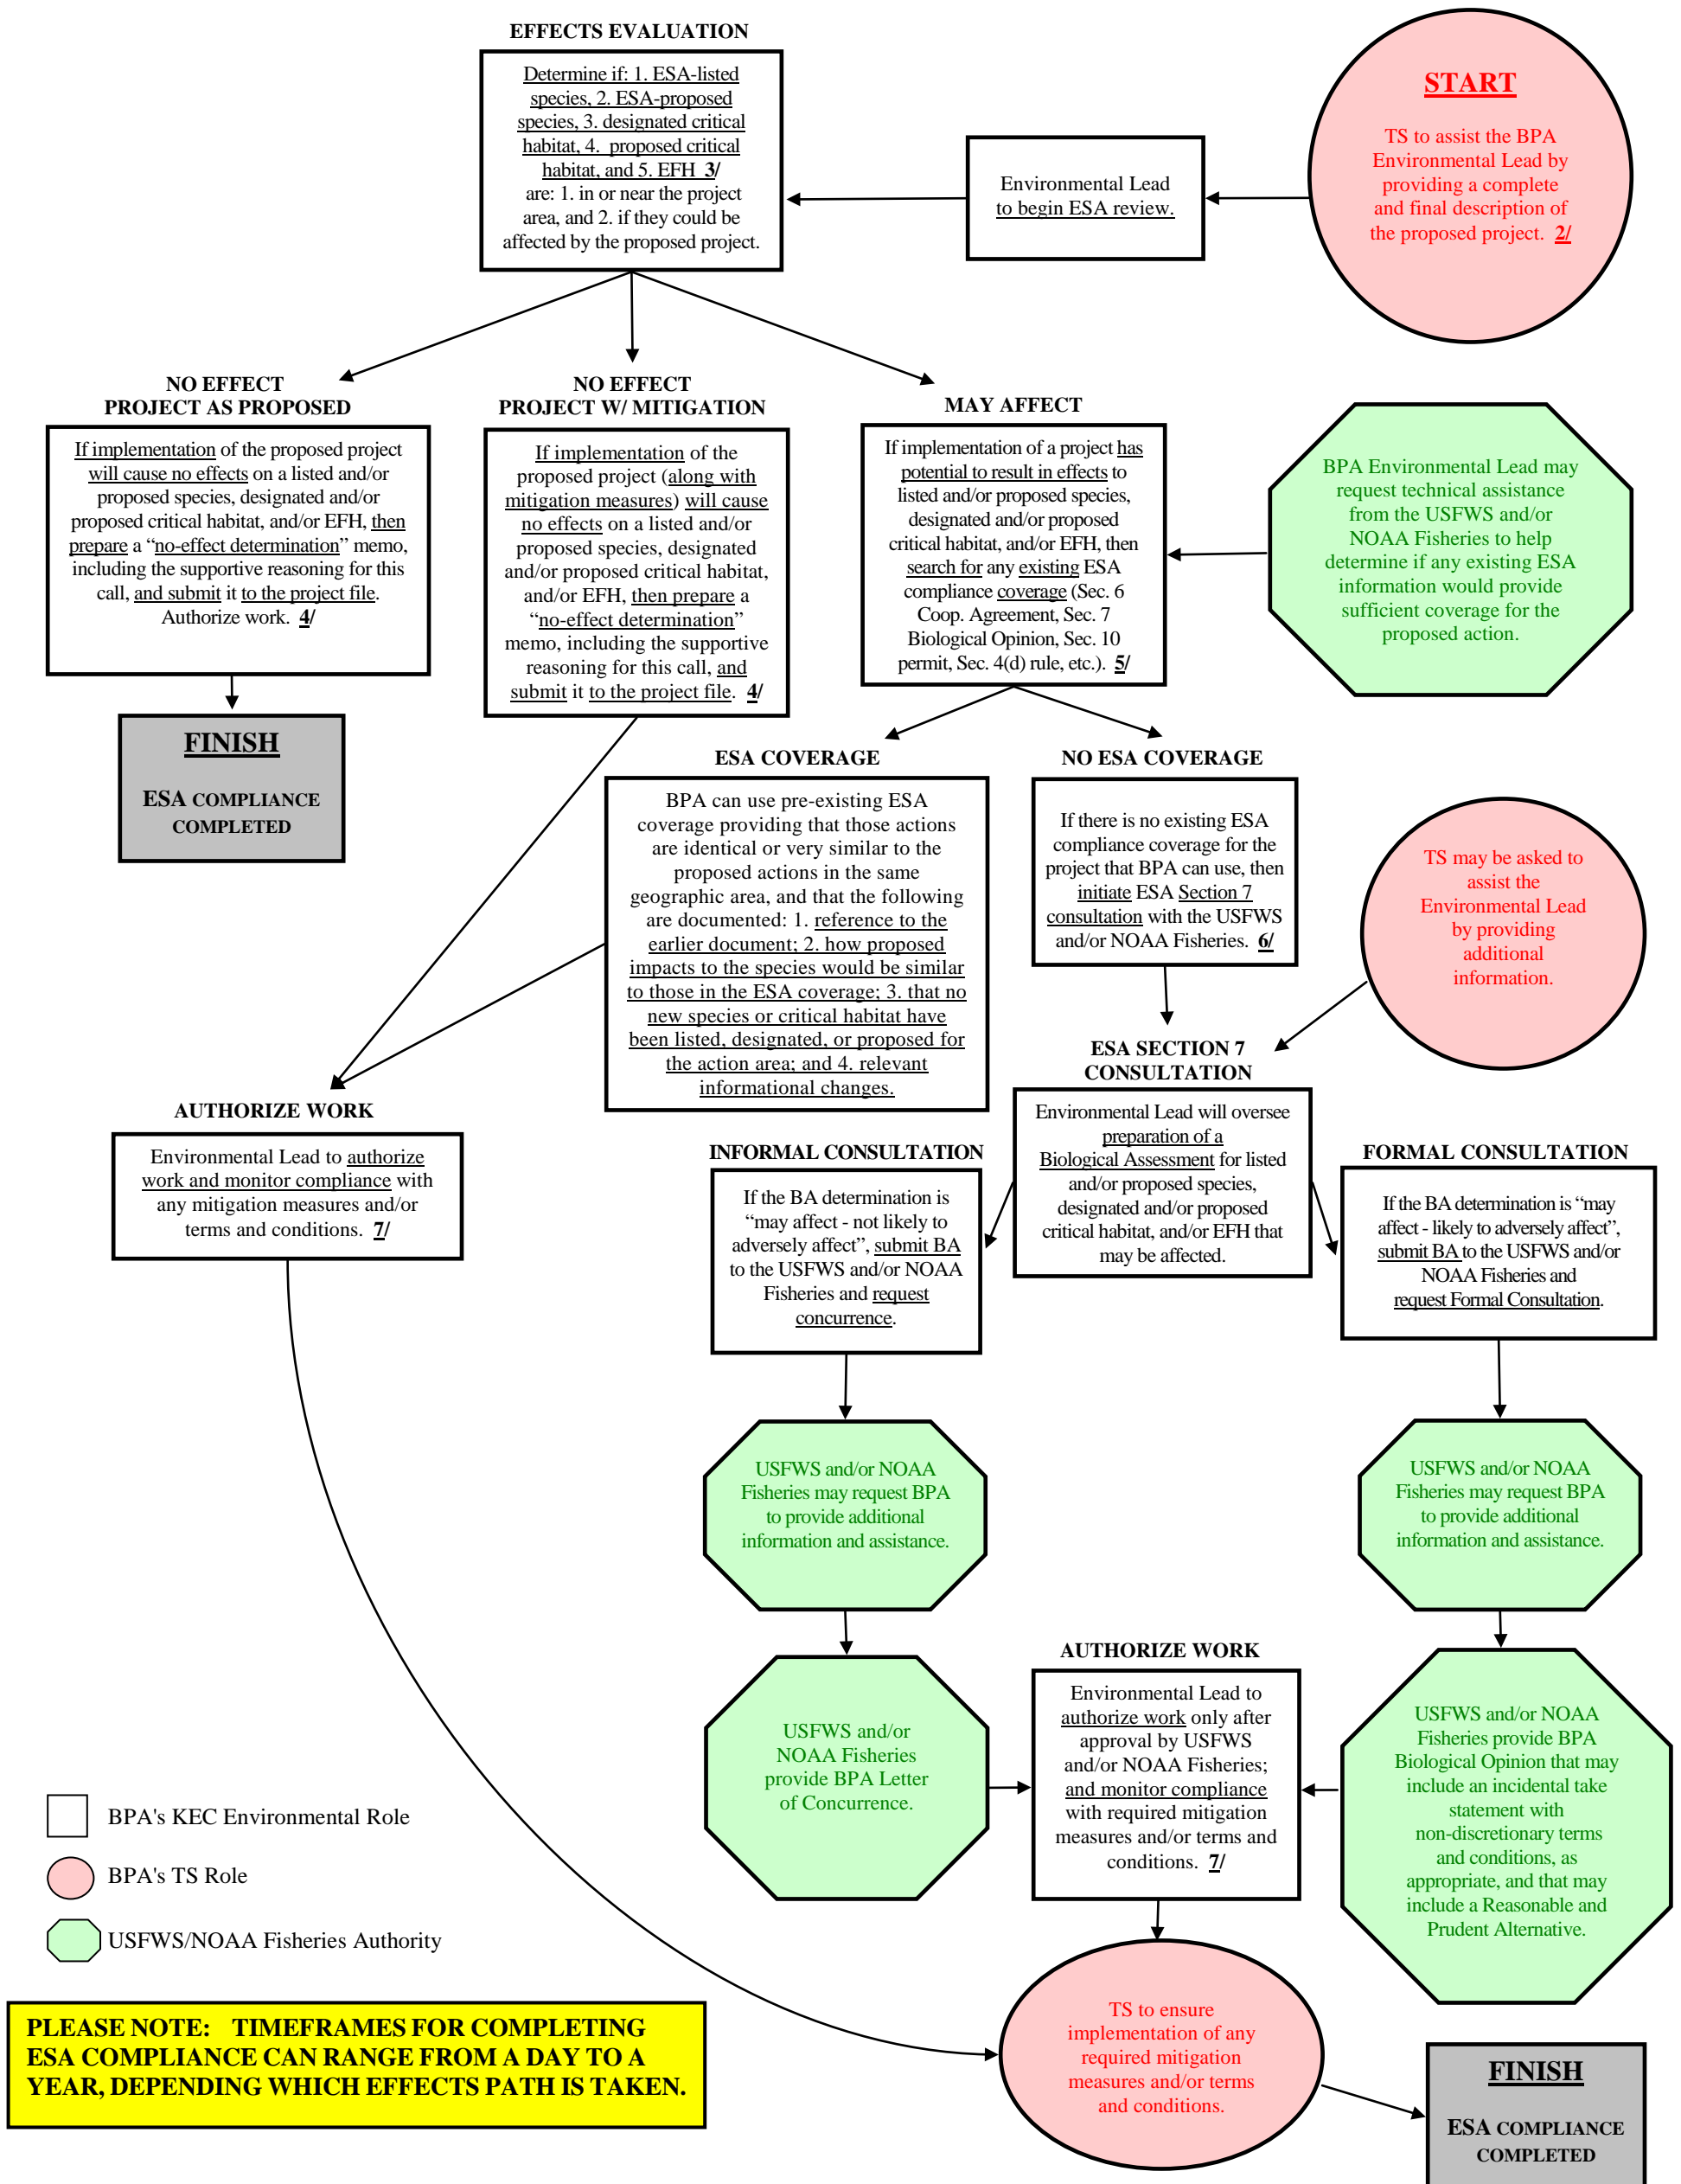 EFFECTS EVALUATION
Determine if: 1. ESA-listed
species, 2. ESA-proposed
species, 3. designated critical
habitat, 4. proposed critical
habitat, and 5. EFH 3/
are: 1. in or near the project
area, and 2. if they could be
affected by the proposed project.
Environmental Lead
to begin ESA review.
START
TS to assist the BPA
Environmental Lead by
providing a complete
and final description of
the proposed project. 2/
NO EFFECT
PROJECT AS PROPOSED
If implementation of the proposed project
will cause no effects on a listed and/or
proposed species, designated and/or
proposed critical habitat, and/or EFH, then
prepare a “no-effect determination” memo,
including the supportive reasoning for this
call, and submit it to the project file.
Authorize work. 4/
NO EFFECT
PROJECT W/ MITIGATION
If implementation of the
proposed project (along with
mitigation measures) will cause
no effects on a listed and/or
proposed species, designated
and/or proposed critical habitat,
and/or EFH, then prepare a
“no-effect determination”
memo, including the supportive
reasoning for this call, and
submit it to the project file. 4/
MAY AFFECT
If implementation of a project has
potential to result in effects to
listed and/or proposed species,
designated and/or proposed
critical habitat, and/or EFH, then
search for any existing ESA
compliance coverage (Sec. 6
Coop. Agreement, Sec. 7
Biological Opinion, Sec. 10
permit, Sec. 4(d) rule, etc.). 5/
BPA Environmental Lead may
request technical assistance
from the USFWS and/or
NOAA Fisheries to help
determine if any existing ESA
information would provide
sufficient coverage for the
proposed action.
FINISH
ESA COMPLIANCE
COMPLETED
ESA COVERAGE
BPA can use pre-existing ESA
coverage providing that those actions
are identical or very similar to the
proposed actions in the same
geographic area, and that the following
are documented: 1. reference to the
earlier document; 2. how proposed
impacts to the species would be similar
to those in the ESA coverage; 3. that no
new species or critical habitat have
been listed, designated, or proposed for
the action area; and 4. relevant
informational changes.
NO ESA COVERAGE
If there is no existing ESA
compliance coverage for the
project that BPA can use, then
initiate ESA Section 7
consultation with the USFWS
and/or NOAA Fisheries. 6/
TS may be asked to
assist the
Environmental Lead
by providing
additional
information.
AUTHORIZE WORK
Environmental Lead to authorize
work and monitor compliance with
any mitigation measures and/or
terms and conditions. 7/
ESA SECTION 7
CONSULTATION
Environmental Lead will oversee
preparation of a
Biological Assessment for listed
and/or proposed species,
designated and/or proposed
critical habitat, and/or EFH that
may be affected.
INFORMAL CONSULTATION
If the BA determination is
“may affect - not likely to
adversely affect”, submit BA
to the USFWS and/or NOAA
Fisheries and request
concurrence.
FORMAL CONSULTATION
If the BA determination is “may
affect - likely to adversely affect”,
submit BA to the USFWS and/or
NOAA Fisheries and
request Formal Consultation.
USFWS and/or NOAA
Fisheries may request BPA
to provide additional
information and assistance.
USFWS and/or NOAA
Fisheries may request BPA
to provide additional
information and assistance.
USFWS and/or
NOAA Fisheries
provide BPA Letter
of Concurrence.
AUTHORIZE WORK
Environmental Lead to
authorize work only after
approval by USFWS
and/or NOAA Fisheries;
and monitor compliance
with required mitigation
measures and/or terms and
conditions. 7/
USFWS and/or NOAA
Fisheries provide BPA
Biological Opinion that may
include an incidental take
statement with
non-discretionary terms
and conditions, as
appropriate, and that may
include a Reasonable and
Prudent Alternative.
BPA's KEC Environmental Role
BPA's TS Role
USFWS/NOAA Fisheries Authority
PLEASE NOTE: TIMEFRAMES FOR COMPLETING
ESA COMPLIANCE CAN RANGE FROM A DAY TO A
YEAR, DEPENDING WHICH EFFECTS PATH IS TAKEN.
TS to ensure
implementation of any
required mitigation
measures and/or terms
and conditions.
FINISH
ESA COMPLIANCE
COMPLETED